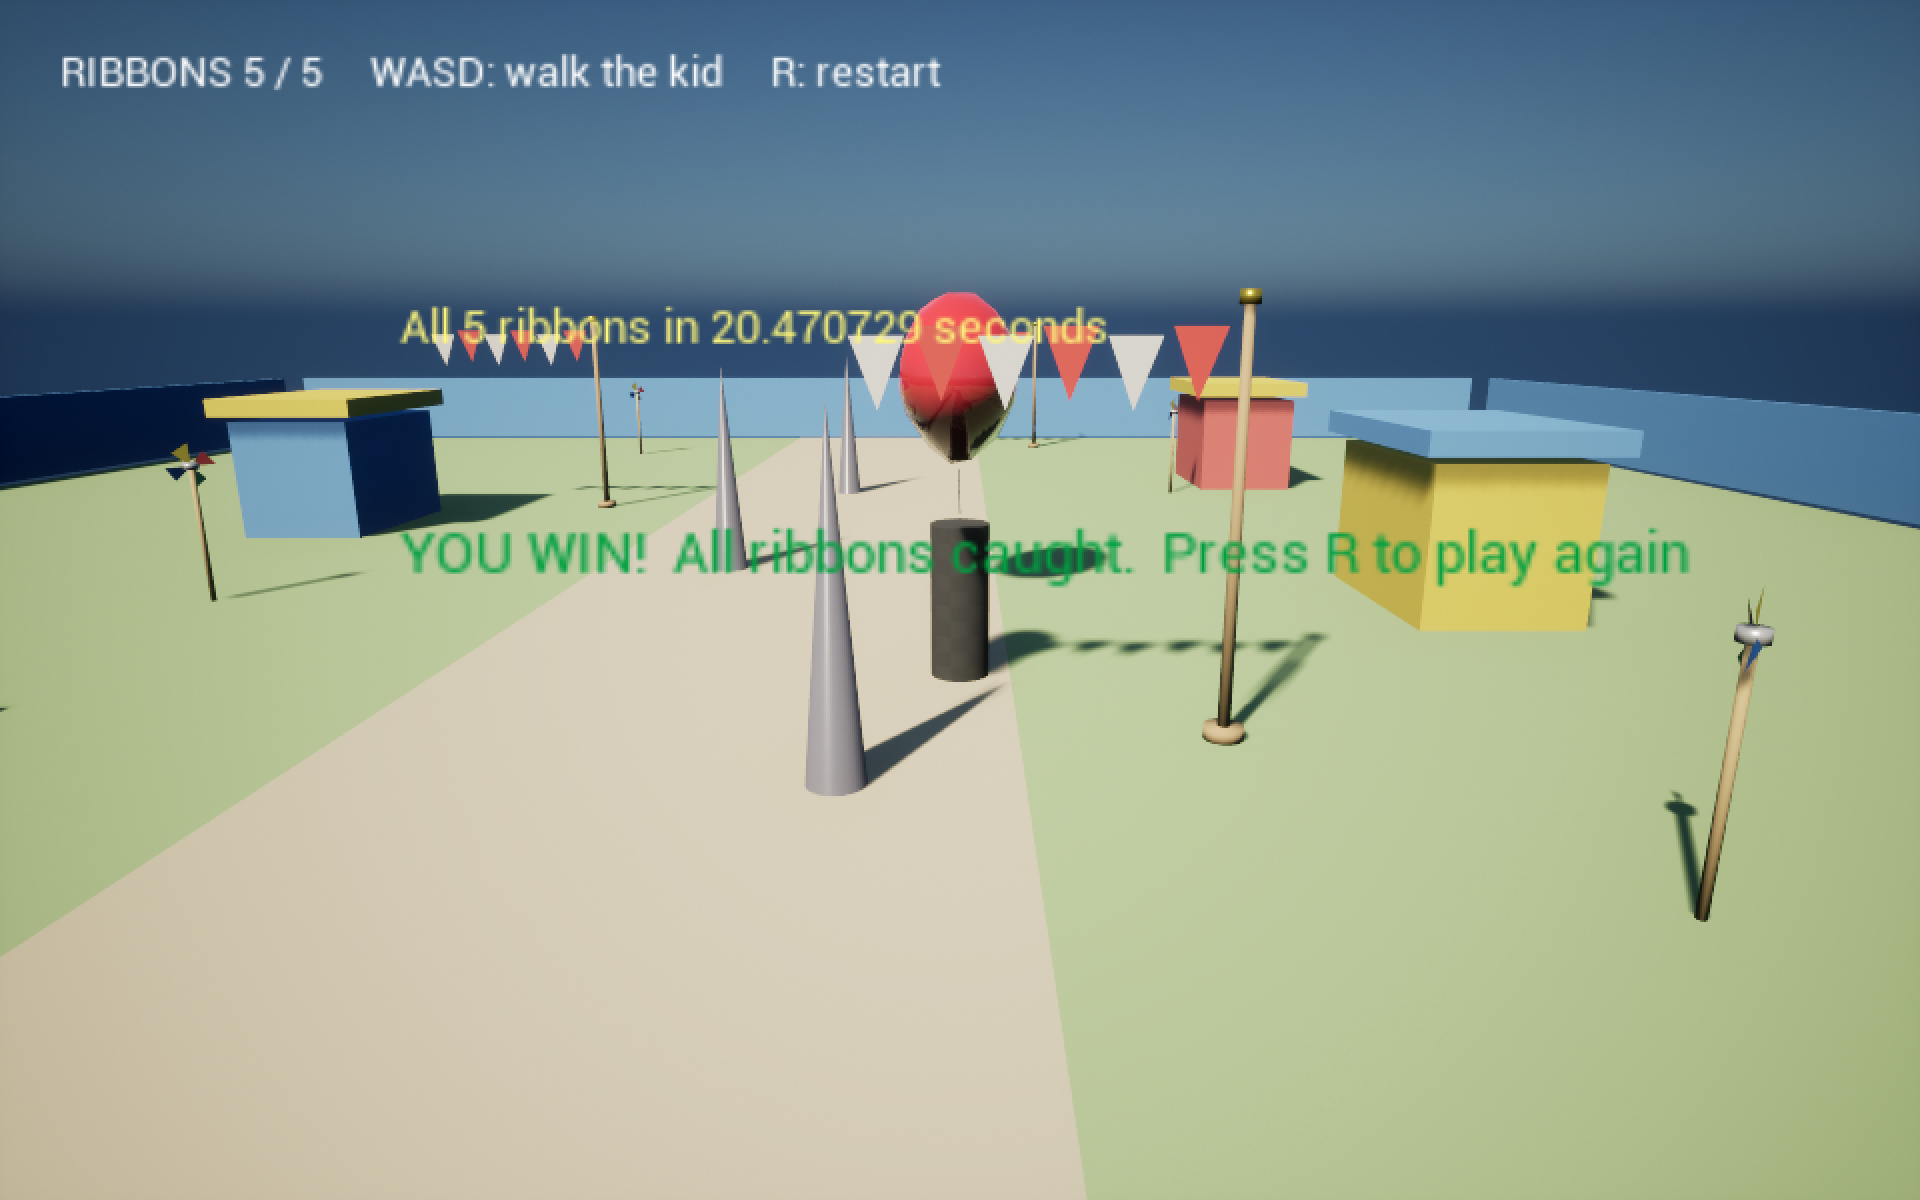 RIBBONS 5 / 5    WASD: walk the kid    R: restart
All 5 ribbons in 20.470729 seconds
YOU WIN!  All ribbons caught.  Press R to play again